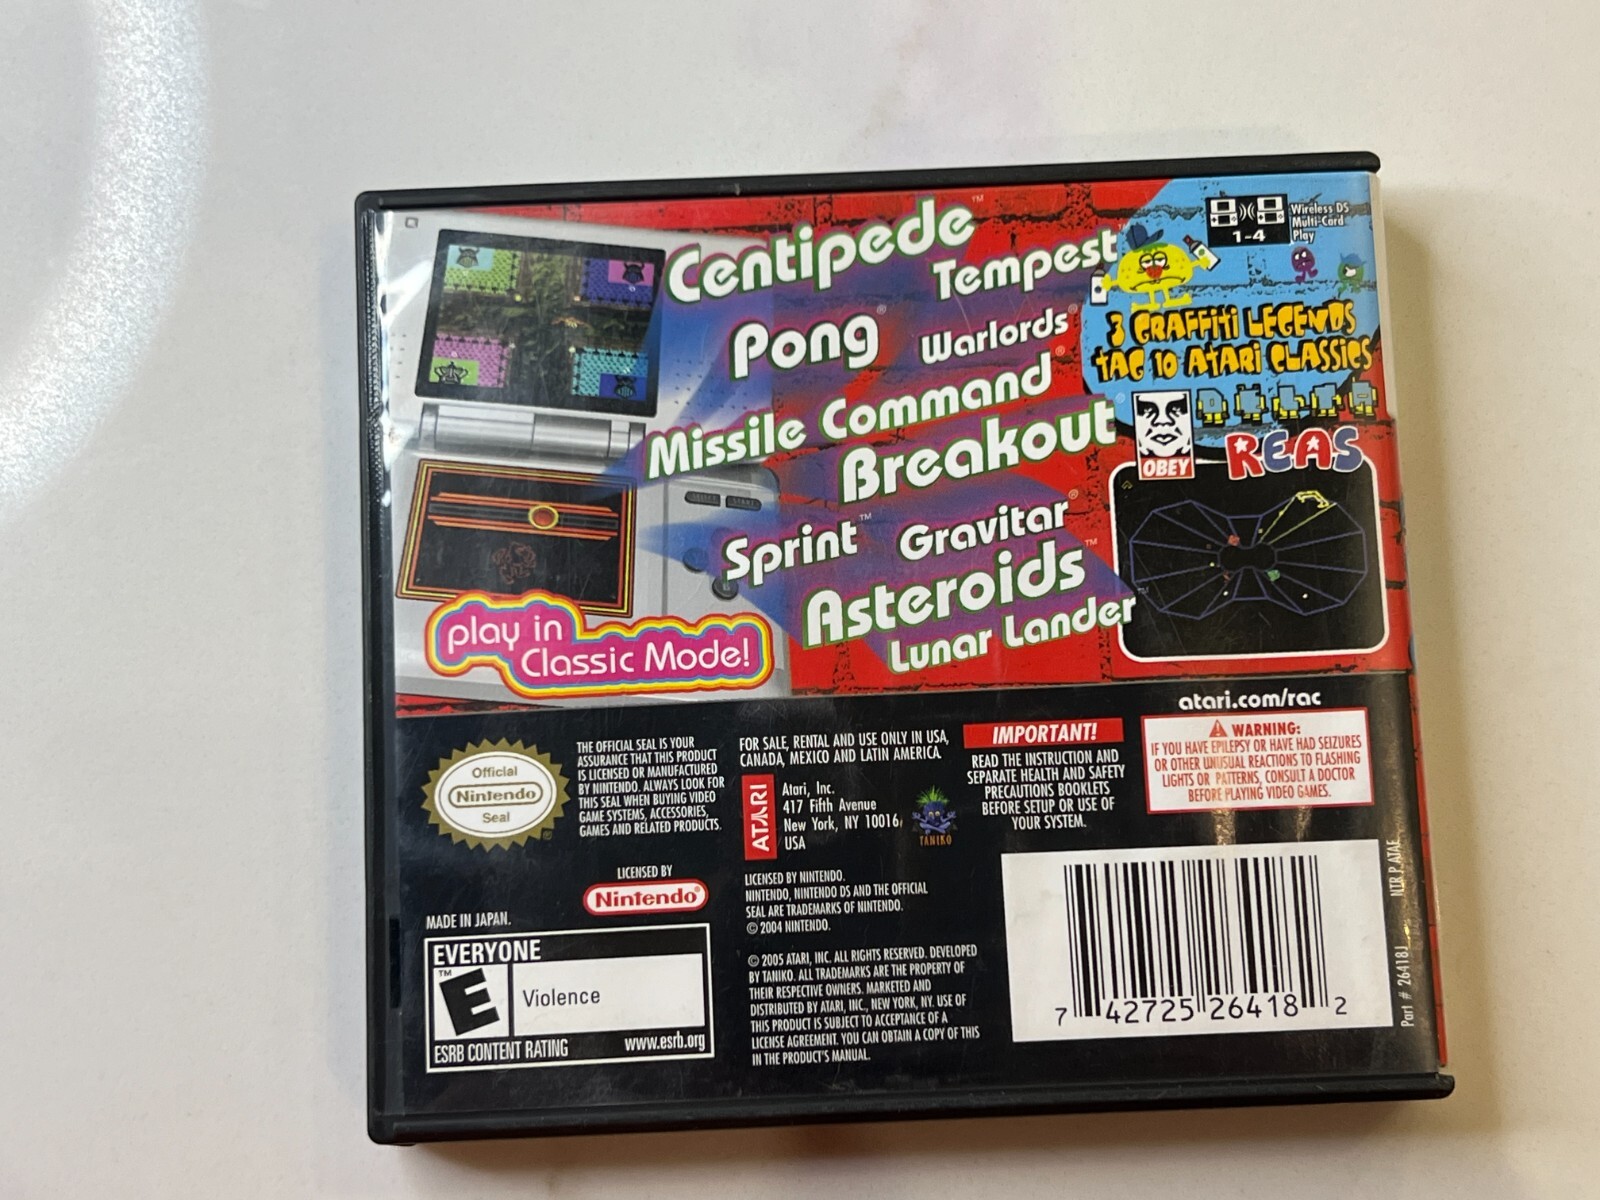 Centipede™
Tempest™
Pong®
Warlords®
Missile Command®
Breakout®
Sprint™
Gravitar®
Asteroids™
Lunar Lander™
play in
Classic Mode!
SELECT START
1-4
Wireless DS
Multi-Card
Play
3 GRAFFITI LEGENDS
TAG 10 ATARI CLASSICS
DELTA
OBEY
REAS
atari.com/rac
Official
Nintendo
Seal
THE OFFICIAL SEAL IS YOUR
ASSURANCE THAT THIS PRODUCT
IS LICENSED OR MANUFACTURED
BY NINTENDO. ALWAYS LOOK FOR
THIS SEAL WHEN BUYING VIDEO
GAME SYSTEMS, ACCESSORIES,
GAMES AND RELATED PRODUCTS.
LICENSED BY
Nintendo®
MADE IN JAPAN.
EVERYONE
™
E
Violence
ESRB CONTENT RATING www.esrb.org
FOR SALE, RENTAL AND USE ONLY IN USA,
CANADA, MEXICO AND LATIN AMERICA.
ATARI
Atari, Inc.
417 Fifth Avenue
New York, NY 10016,
USA
TANIKO
LICENSED BY NINTENDO.
NINTENDO, NINTENDO DS AND THE OFFICIAL
SEAL ARE TRADEMARKS OF NINTENDO.
© 2004 NINTENDO.
© 2005 ATARI, INC. ALL RIGHTS RESERVED. DEVELOPED
BY TANIKO. ALL TRADEMARKS ARE THE PROPERTY OF
THEIR RESPECTIVE OWNERS. MARKETED AND
DISTRIBUTED BY ATARI, INC., NEW YORK, NY. USE OF
THIS PRODUCT IS SUBJECT TO ACCEPTANCE OF A
LICENSE AGREEMENT. YOU CAN OBTAIN A COPY OF THIS
IN THE PRODUCT'S MANUAL.
IMPORTANT!
READ THE INSTRUCTION AND
SEPARATE HEALTH AND SAFETY
PRECAUTIONS BOOKLETS
BEFORE SETUP OR USE OF
YOUR SYSTEM.
WARNING:
IF YOU HAVE EPILEPSY OR HAVE HAD SEIZURES
OR OTHER UNUSUAL REACTIONS TO FLASHING
LIGHTS OR PATTERNS, CONSULT A DOCTOR
BEFORE PLAYING VIDEO GAMES.
7 42725 26418 2
Part # 26418J NTR P ATAE